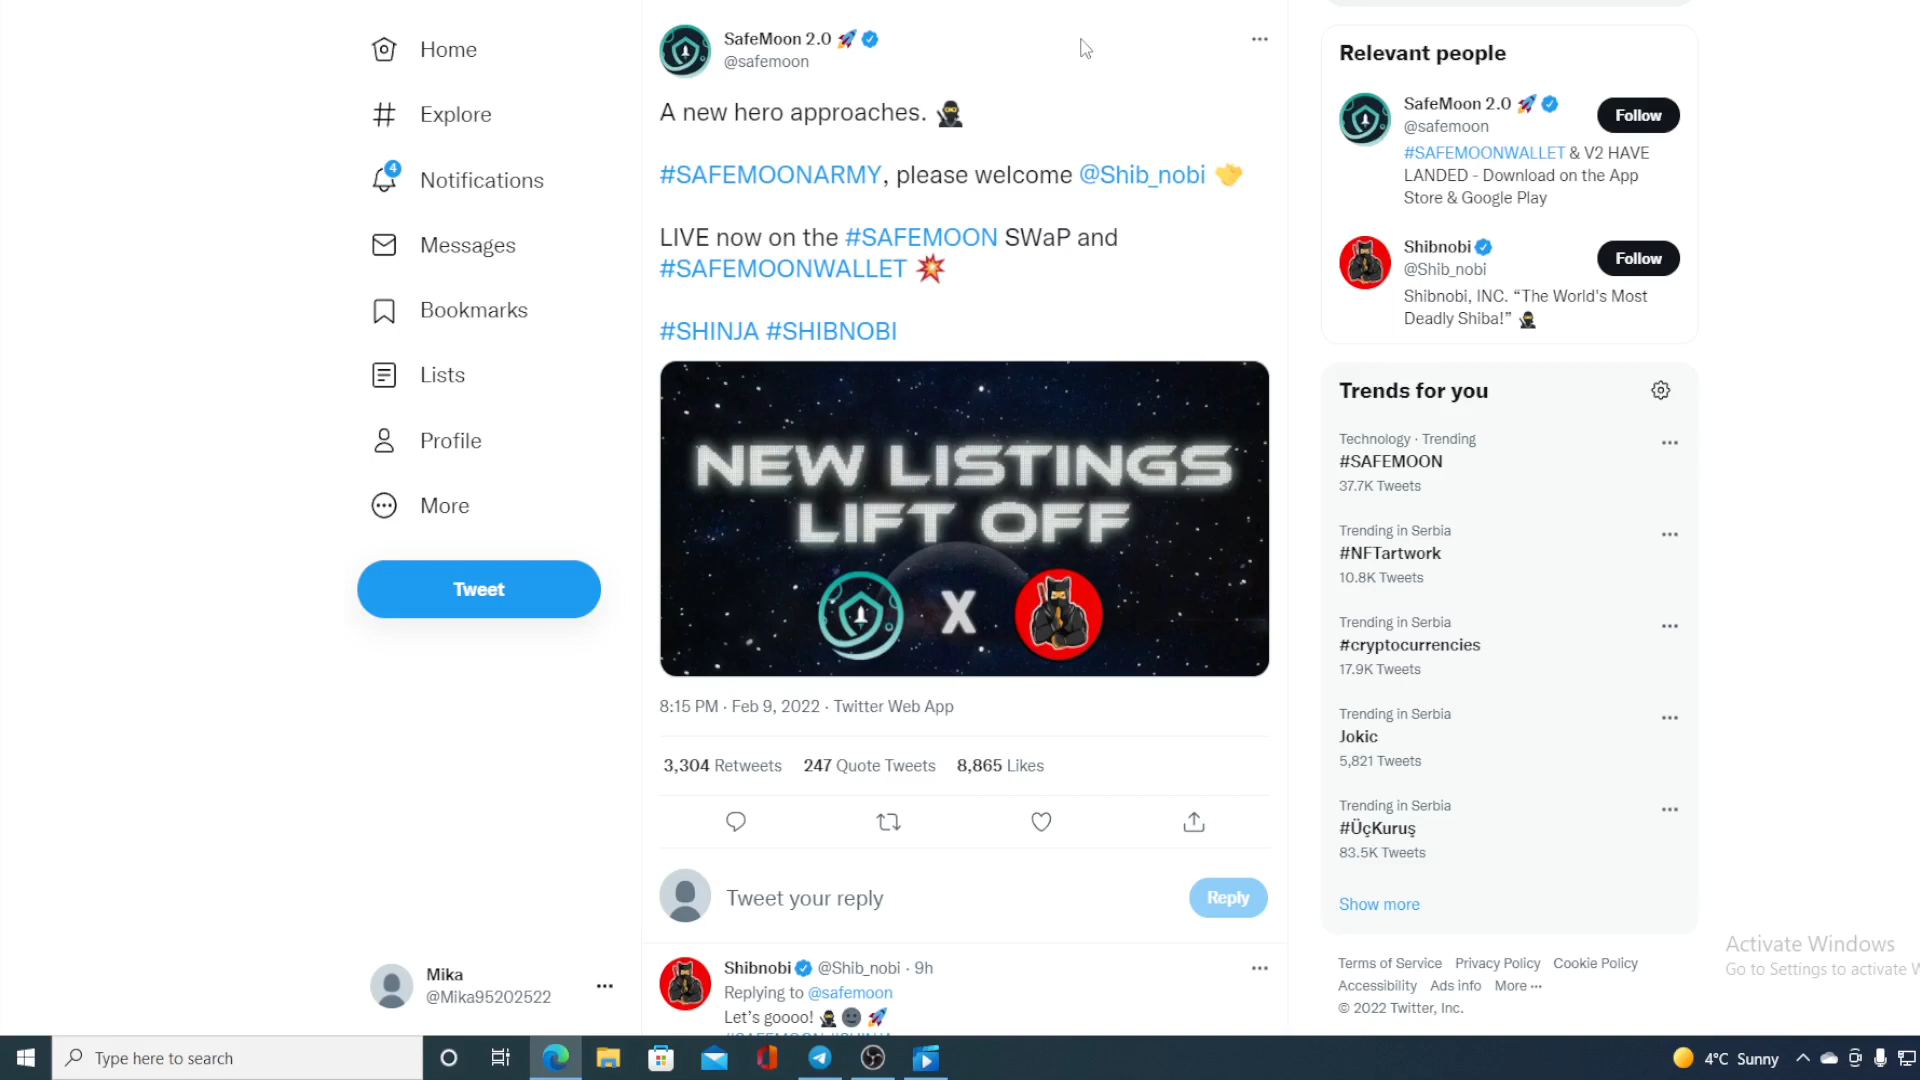 Home
Explore
4
Notifications
Messages
Bookmarks
Lists
Profile
More
Tweet
Mika
@Mika95202522
SafeMoon 2.0 🚀
@safemoon
A new hero approaches. 🥷
#SAFEMOONARMY, please welcome @Shib_nobi 🤝
LIVE now on the #SAFEMOON SWaP and
#SAFEMOONWALLET 💥
#SHINJA #SHIBNOBI
NEW LISTINGS
LIFT OFF
X
8:15 PM · Feb 9, 2022 · Twitter Web App
3,304 Retweets 247 Quote Tweets 8,865 Likes
Tweet your reply
Reply
Shibnobi @Shib_nobi · 9h
Replying to @safemoon
Let's goooo! 🥷🌚🚀
#SAFEMOON #SHINJA
Relevant people
SafeMoon 2.0 🚀
@safemoon
Follow
#SAFEMOONWALLET & V2 HAVE
LANDED - Download on the App
Store & Google Play
Shibnobi
@Shib_nobi
Follow
Shibnobi, INC. “The World's Most
Deadly Shiba!” 🥷
Trends for you
Technology · Trending
#SAFEMOON
37.7K Tweets
Trending in Serbia
#NFTartwork
10.8K Tweets
Trending in Serbia
#cryptocurrencies
17.9K Tweets
Trending in Serbia
Jokic
5,821 Tweets
Trending in Serbia
#ÜçKuruş
83.5K Tweets
Show more
Terms of Service Privacy Policy Cookie Policy
Accessibility Ads info More ···
© 2022 Twitter, Inc.
Activate Windows
Go to Settings to activate W
Type here to search
4°C Sunny